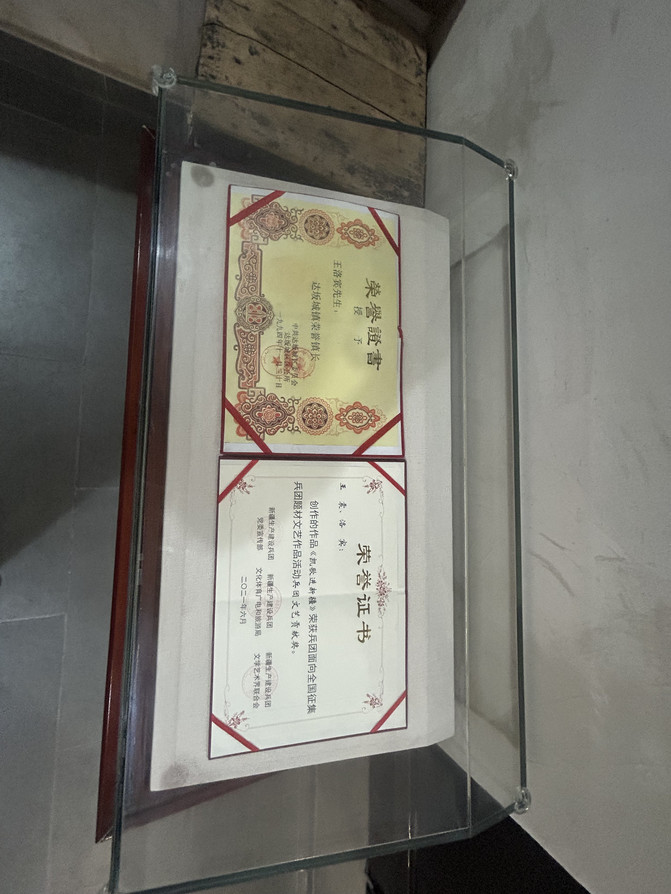 荣誉證書
授予
王洛宾先生:
达坂城镇荣誉镇长
荣誉证书
王震、洛宾:
创作的作品《凯歌进新疆》荣获兵团面向全国征集
兵团题材文艺作品活动兵团文艺贡献奖。
新疆生产建设兵团 新疆生产建设兵团 新疆生产建设兵团
党委宣传部 文化体育广电和旅游局 文学艺术界联合会
二〇二一年六月